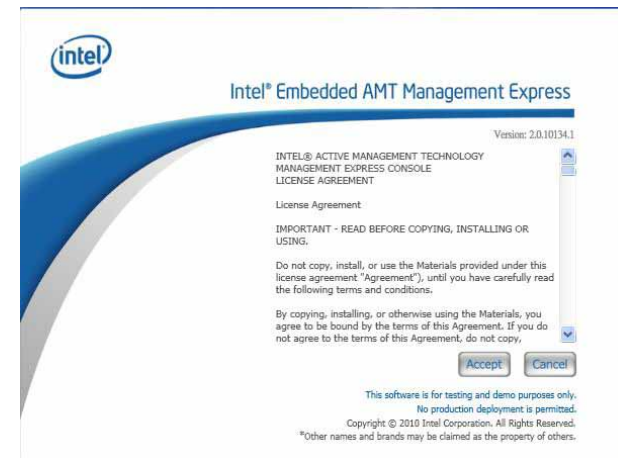 intel
Intel® Embedded AMT Management Express
Version: 2.0.10134.1
INTEL® ACTIVE MANAGEMENT TECHNOLOGY
MANAGEMENT EXPRESS CONSOLE
LICENSE AGREEMENT
License Agreement
IMPORTANT - READ BEFORE COPYING, INSTALLING OR
USING.
Do not copy, install, or use the Materials provided under this
license agreement "Agreement"), until you have carefully read
the following terms and conditions.
By copying, installing, or otherwise using the Materials, you
agree to be bound by the terms of this Agreement. If you do
not agree to the terms of this Agreement, do not copy,
Accept Cancel
This software is for testing and demo purposes only.
No production deployment is permitted.
Copyright © 2010 Intel Corporation. All Rights Reserved.
*Other names and brands may be claimed as the property of others.